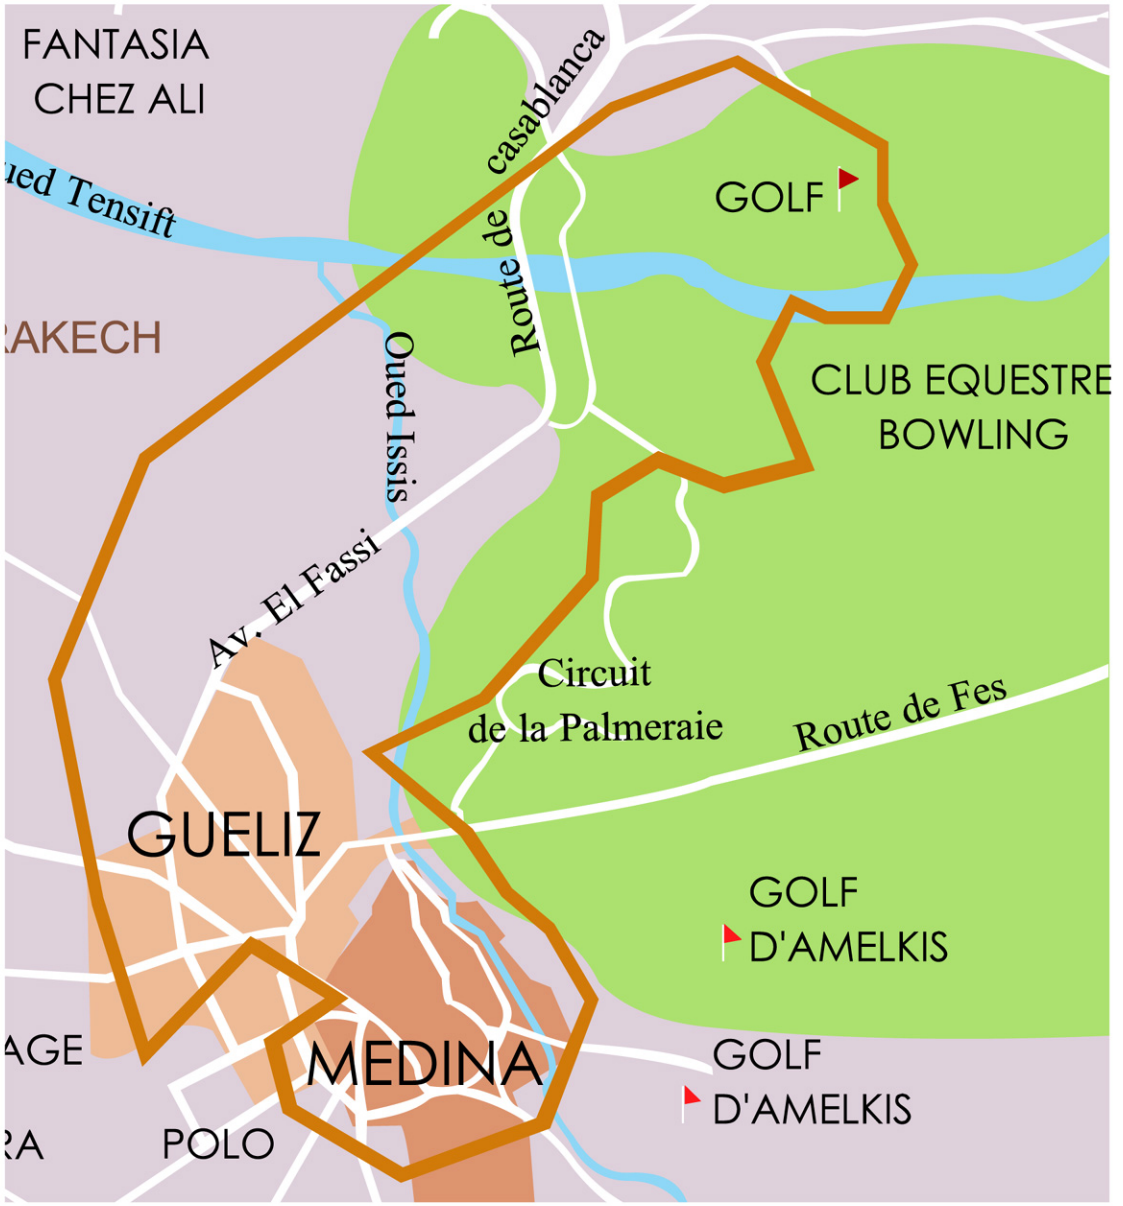 FANTASIA
CHEZ ALI
ued Tensift
Route de casablanca
GOLF
RAKECH
Oued Issis
CLUB EQUESTRE
BOWLING
Av. El Fassi
Circuit
de la Palmeraie
Route de Fes
GUELIZ
GOLF
D'AMELKIS
AGE
MEDINA
GOLF
D'AMELKIS
RA
POLO